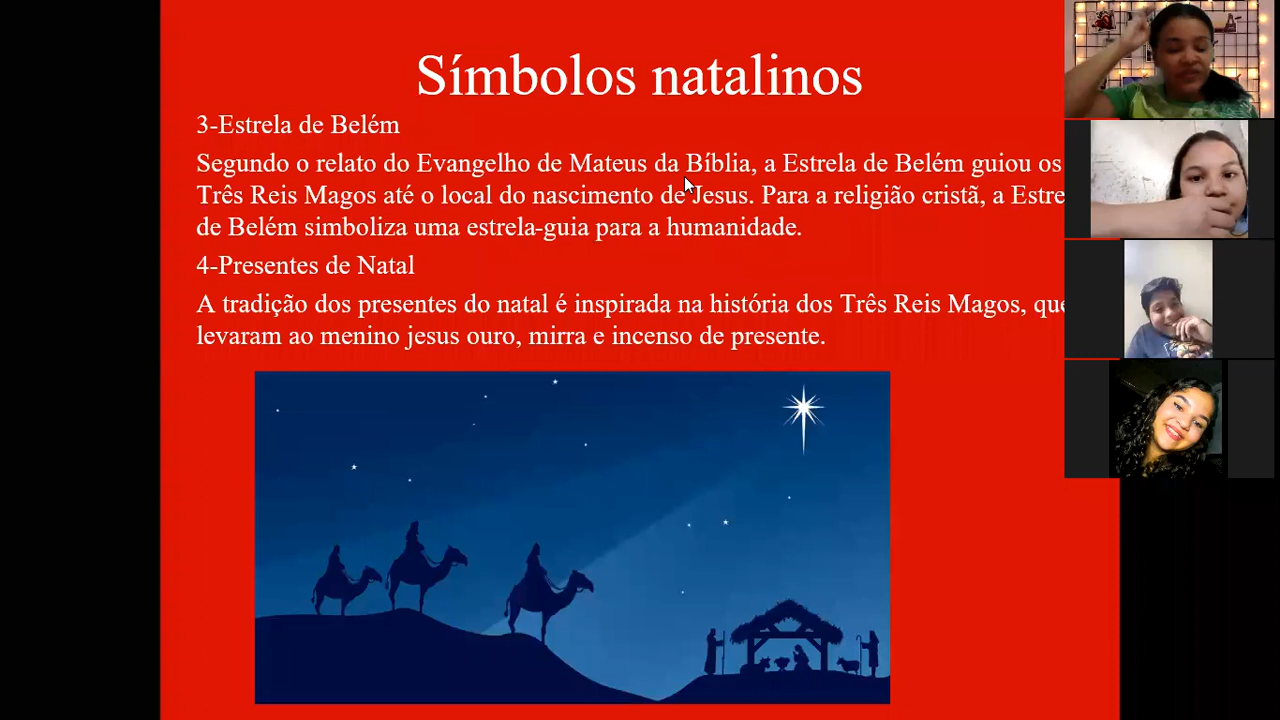 Símbolos natalinos
3-Estrela de Belém
Segundo o relato do Evangelho de Mateus da Bíblia, a Estrela de Belém guiou os
Três Reis Magos até o local do nascimento de Jesus. Para a religião cristã, a Estre
de Belém simboliza uma estrela-guia para a humanidade.
4-Presentes de Natal
A tradição dos presentes do natal é inspirada na história dos Três Reis Magos, que
levaram ao menino jesus ouro, mirra e incenso de presente.